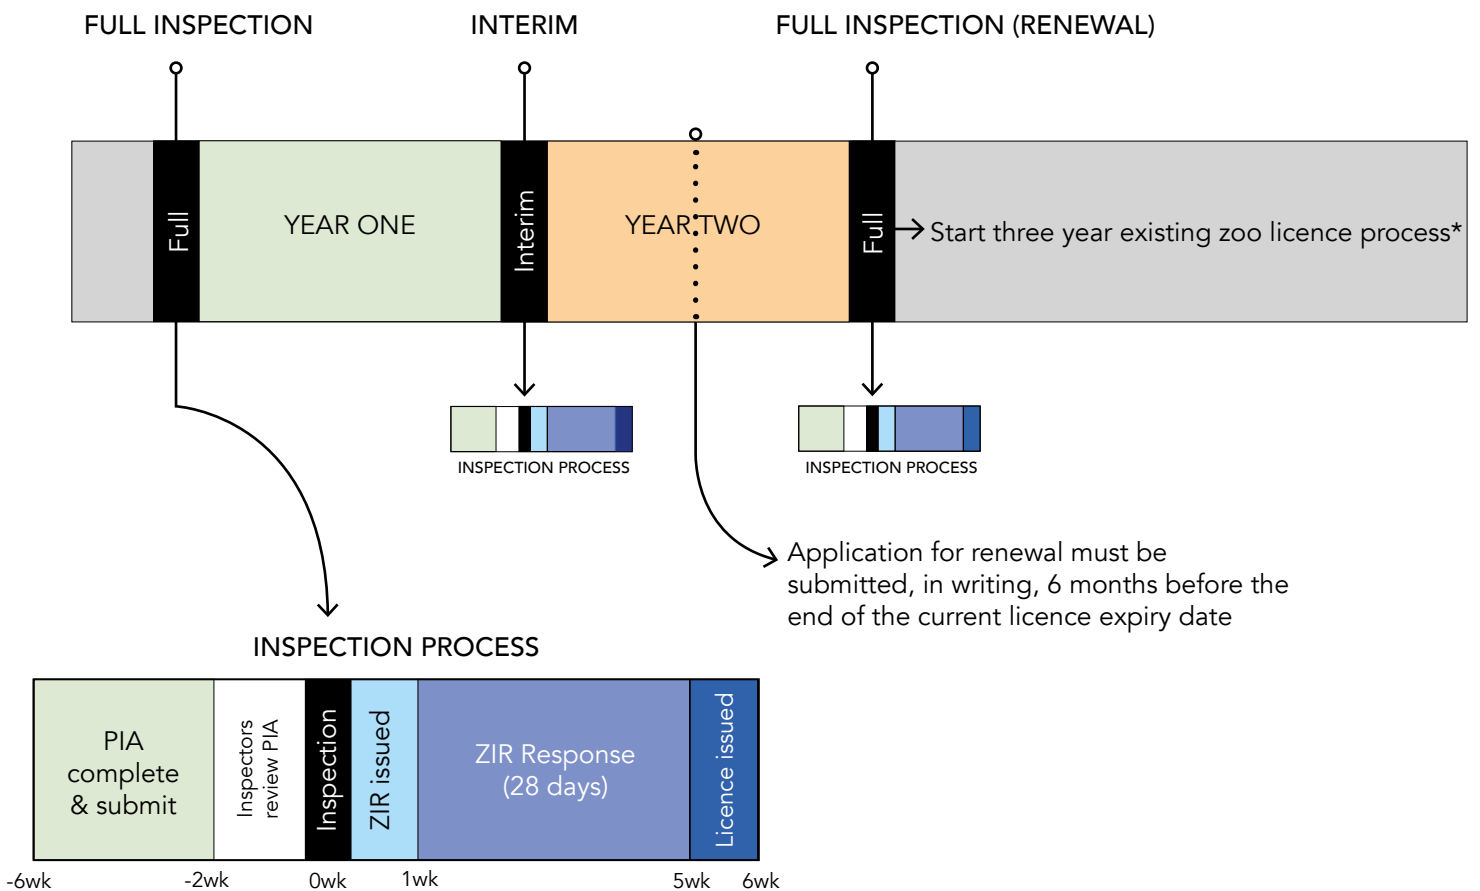 FULL INSPECTION
INTERIM
FULL INSPECTION (RENEWAL)
Full
YEAR ONE
Interim
YEAR TWO
Full
Start three year existing zoo licence process*
INSPECTION PROCESS
INSPECTION PROCESS
Application for renewal must be
submitted, in writing, 6 months before the
end of the current licence expiry date
INSPECTION PROCESS
PIA
complete
& submit
Inspectors
review PIA
Inspection
ZIR issued
ZIR Response
(28 days)
Licence issued
-6wk
-2wk
0wk
1wk
5wk
6wk